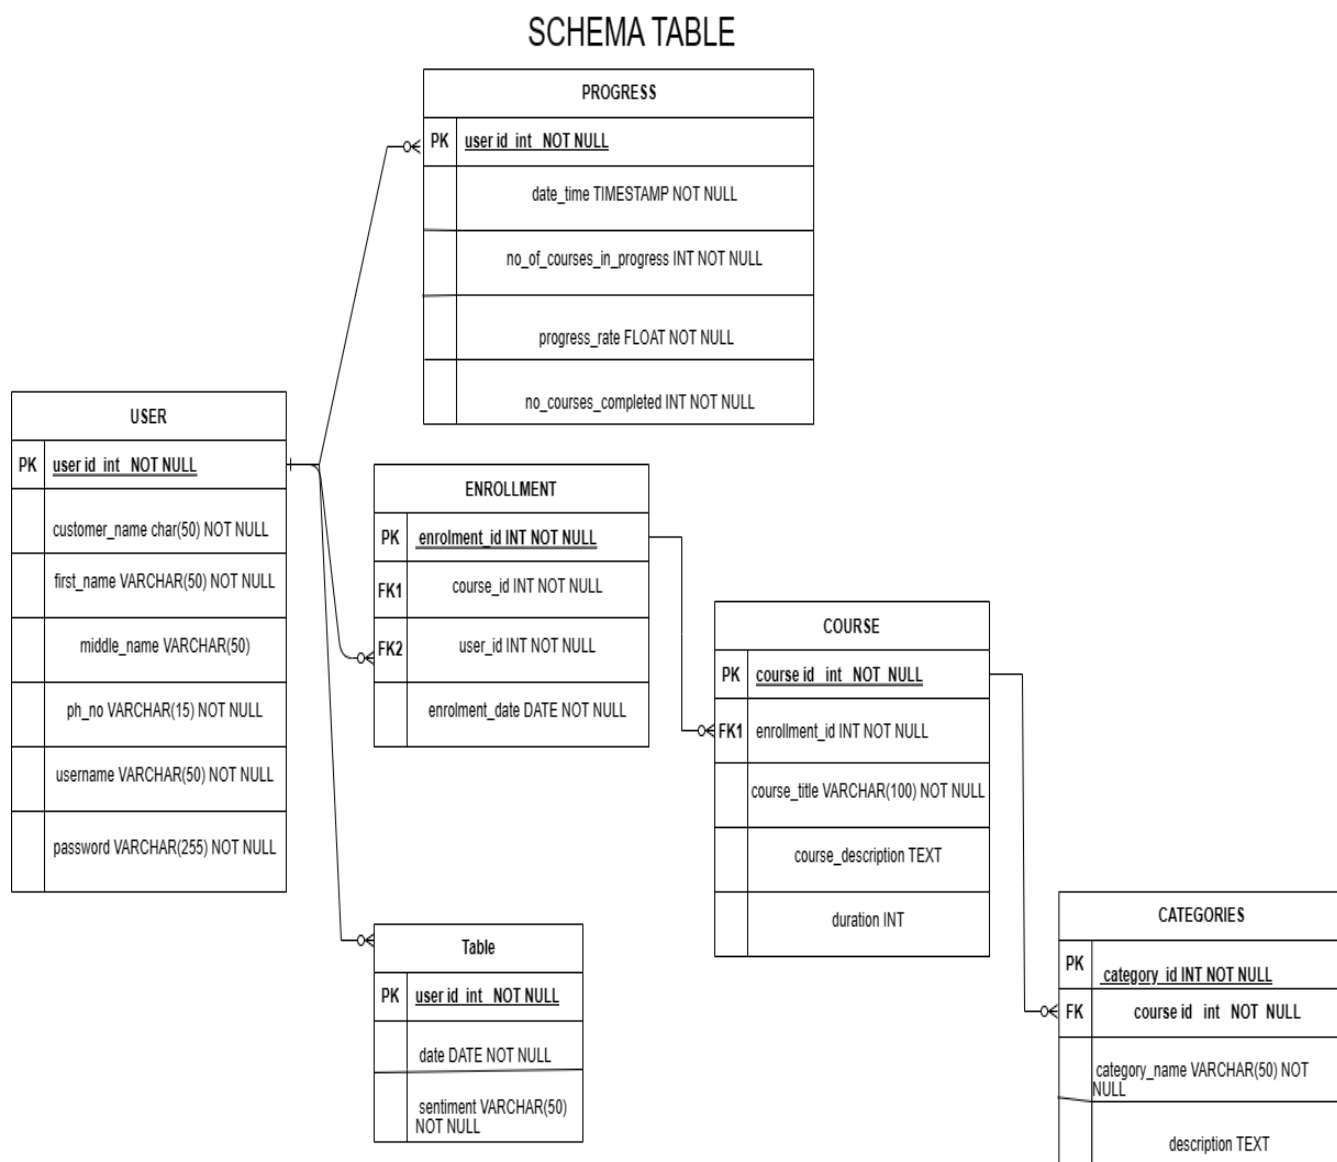 SCHEMA TABLE
PROGRESS
PK user id int NOT NULL
date_time TIMESTAMP NOT NULL
no_of_courses_in_progress INT NOT NULL
progress_rate FLOAT NOT NULL
no_courses_completed INT NOT NULL
USER
PK user id int NOT NULL
customer_name char(50) NOT NULL
first_name VARCHAR(50) NOT NULL
middle_name VARCHAR(50)
ph_no VARCHAR(15) NOT NULL
username VARCHAR(50) NOT NULL
password VARCHAR(255) NOT NULL
ENROLLMENT
PK enrolment_id INT NOT NULL
FK1 course_id INT NOT NULL
FK2 user_id INT NOT NULL
enrolment_date DATE NOT NULL
COURSE
PK course id int NOT NULL
FK1 enrollment_id INT NOT NULL
course_title VARCHAR(100) NOT NULL
course_description TEXT
duration INT
Table
PK user id int NOT NULL
date DATE NOT NULL
sentiment VARCHAR(50)
NOT NULL
CATEGORIES
PK category_id INT NOT NULL
FK course id int NOT NULL
category_name VARCHAR(50) NOT
NULL
description TEXT